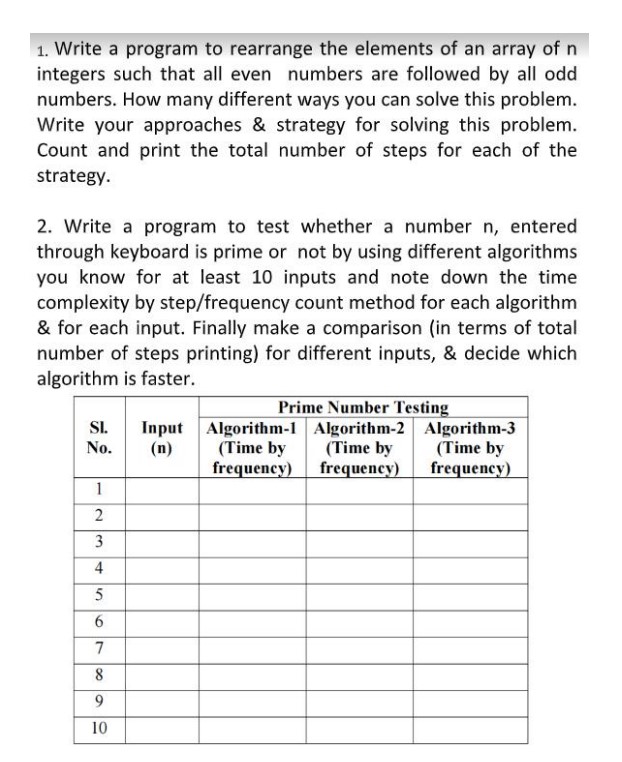 1. Write a program to rearrange the elements of an array of n
integers such that all even numbers are followed by all odd
numbers. How many different ways you can solve this problem.
Write your approaches & strategy for solving this problem.
Count and print the total number of steps for each of the
strategy.
2. Write a program to test whether a number n, entered
through keyboard is prime or not by using different algorithms
you know for at least 10 inputs and note down the time
complexity by step/frequency count method for each algorithm
& for each input. Finally make a comparison (in terms of total
number of steps printing) for different inputs, & decide which
algorithm is faster.
Prime Number Testing
Sl. Input Algorithm-1 Algorithm-2 Algorithm-3
No. (n) (Time by (Time by (Time by
frequency) frequency) frequency)
1
2
3
4
5
6
7
8
9
10